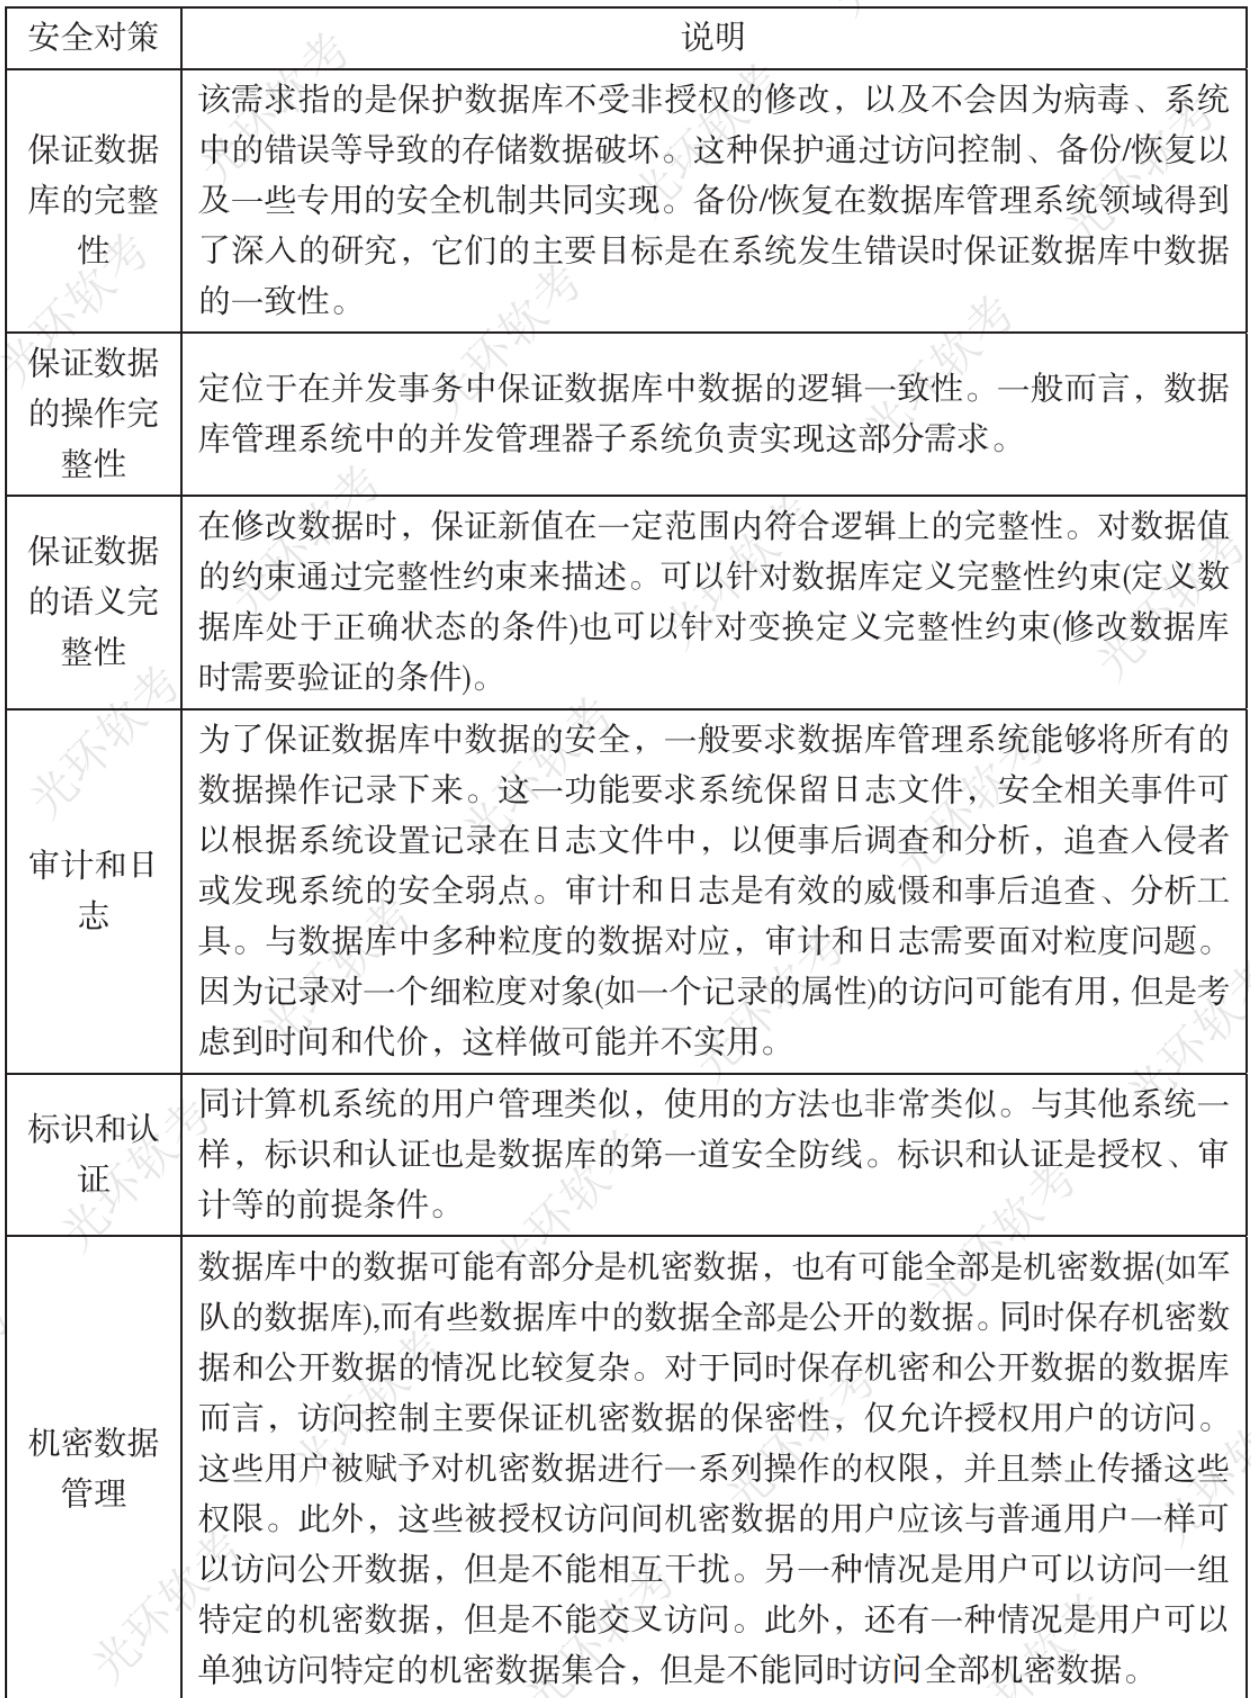 安全对策
说明
保证数据
库的完整
性
该需求指的是保护数据库不受非授权的修改，以及不会因为病毒、系统
中的错误等导致的存储数据破坏。这种保护通过访问控制、备份/恢复以
及一些专用的安全机制共同实现。备份/恢复在数据库管理系统领域得到
了深入的研究，它们的主要目标是在系统发生错误时保证数据库中数据
的一致性。
保证数据
的操作完
整性
定位于在并发事务中保证数据库中数据的逻辑一致性。一般而言，数据
库管理系统中的并发管理器子系统负责实现这部分需求。
保证数据
的语义完
整性
在修改数据时，保证新值在一定范围内符合逻辑上的完整性。对数据值
的约束通过完整性约束来描述。可以针对数据库定义完整性约束(定义数
据库处于正确状态的条件)也可以针对变换定义完整性约束(修改数据库
时需要验证的条件)。
审计和日
志
为了保证数据库中数据的安全，一般要求数据库管理系统能够将所有的
数据操作记录下来。这一功能要求系统保留日志文件，安全相关事件可
以根据系统设置记录在日志文件中，以便事后调查和分析，追查入侵者
或发现系统的安全弱点。审计和日志是有效的威慑和事后追查、分析工
具。与数据库中多种粒度的数据对应，审计和日志需要面对粒度问题。
因为记录对一个细粒度对象(如一个记录的属性)的访问可能有用，但是考
虑到时间和代价，这样做可能并不实用。
标识和认
证
同计算机系统的用户管理类似，使用的方法也非常类似。与其他系统一
样，标识和认证也是数据库的第一道安全防线。标识和认证是授权、审
计等的前提条件。
机密数据
管理
数据库中的数据可能有部分是机密数据，也有可能全部是机密数据(如军
队的数据库),而有些数据库中的数据全部是公开的数据。同时保存机密数
据和公开数据的情况比较复杂。对于同时保存机密和公开数据的数据库
而言，访问控制主要保证机密数据的保密性，仅允许授权用户的访问。
这些用户被赋予对机密数据进行一系列操作的权限，并且禁止传播这些
权限。此外，这些被授权访问间机密数据的用户应该与普通用户一样可
以访问公开数据，但是不能相互干扰。另一种情况是用户可以访问一组
特定的机密数据，但是不能交叉访问。此外，还有一种情况是用户可以
单独访问特定的机密数据集合，但是不能同时访问全部机密数据。
光环软考